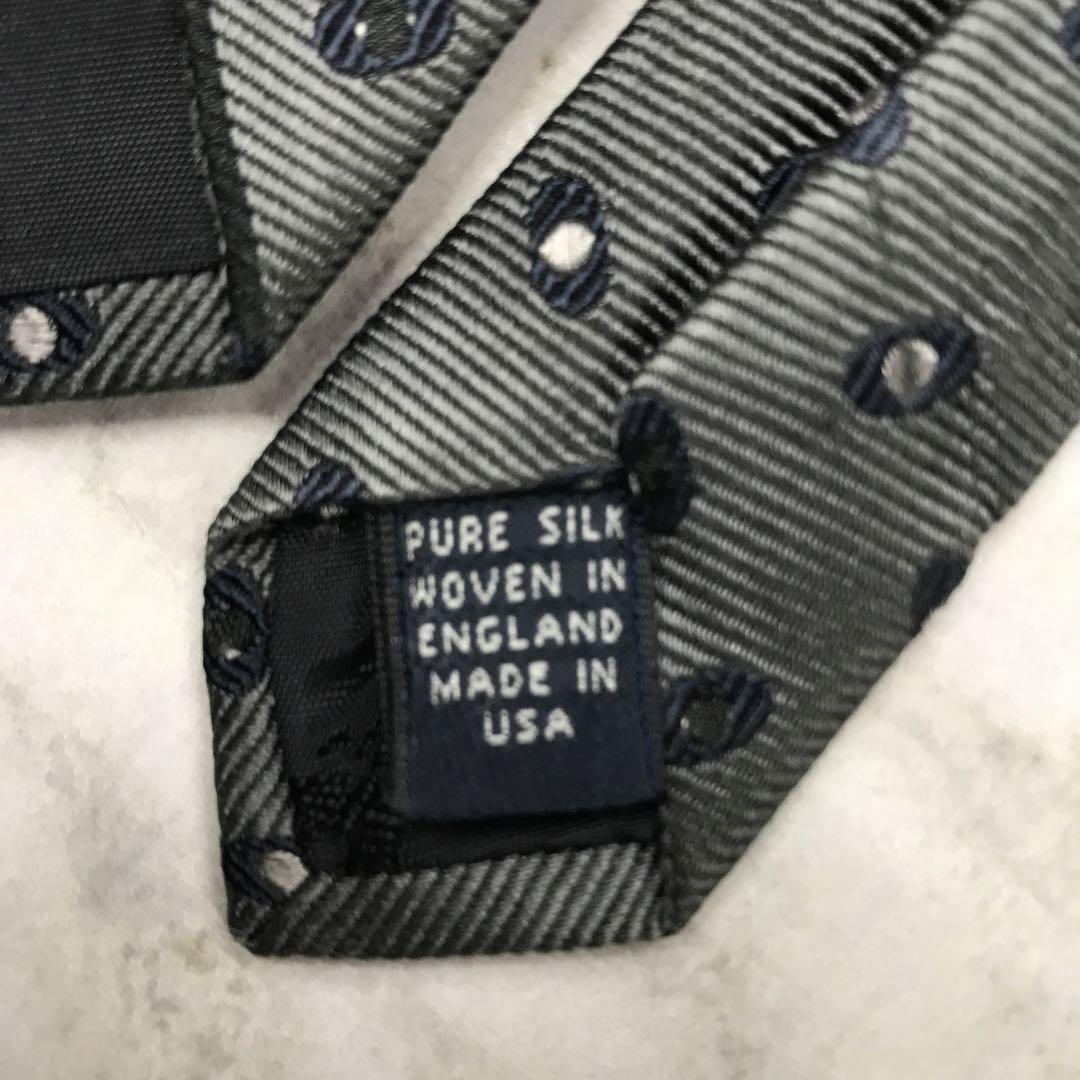 PURE SILK
WOVEN IN
ENGLAND
MADE IN
USA